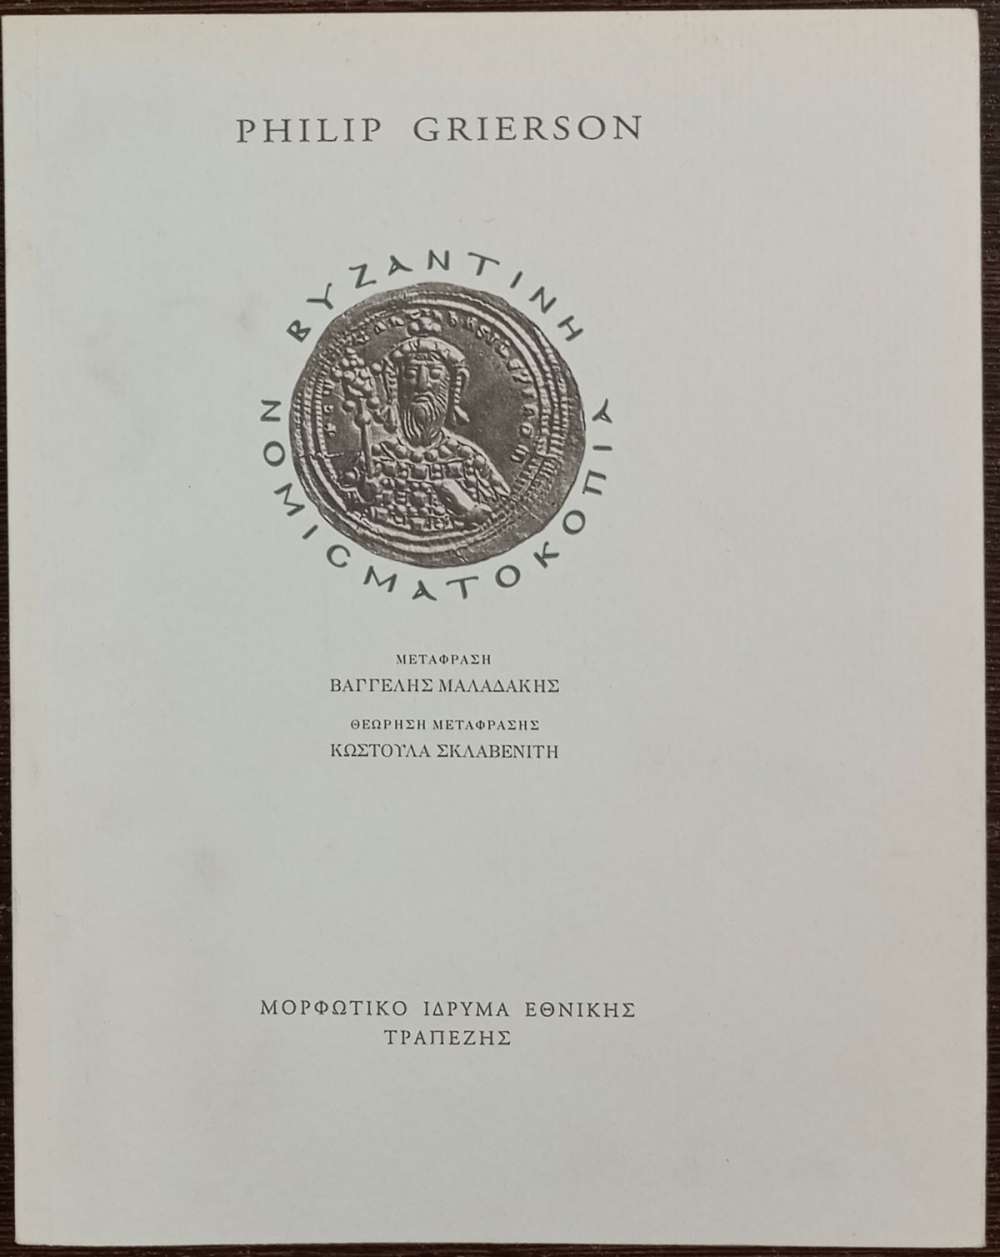 PHILIP GRIERSON
ΒΥΖΑΝΤΙΝΗ
ΝΟΜΙϹΜΑΤΟΚΟΠΙΑ
ΜΕΤΑΦΡΑΣΗ
ΒΑΓΓΕΛΗΣ ΜΑΛΑΔΑΚΗΣ
ΘΕΩΡΗΣΗ ΜΕΤΑΦΡΑΣΗΣ
ΚΩΣΤΟΥΛΑ ΣΚΛΑΒΕΝΙΤΗ
ΜΟΡΦΩΤΙΚΟ ΙΔΡΥΜΑ ΕΘΝΙΚΗΣ
ΤΡΑΠΕΖΗΣ